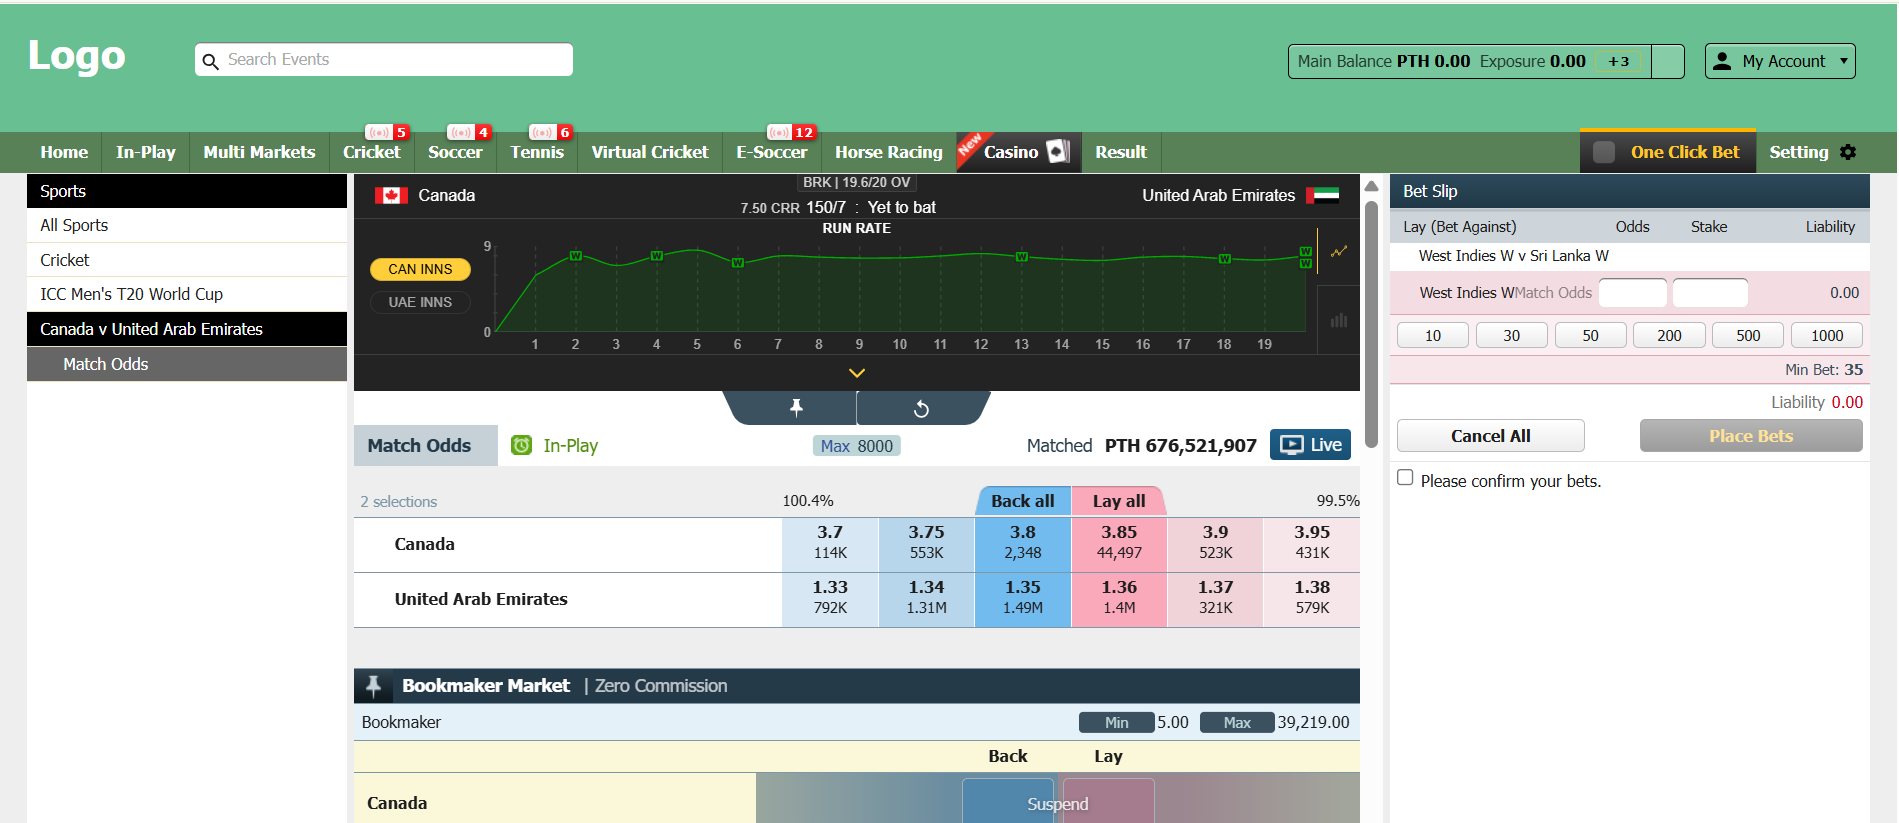 Logo
Search Events
Main Balance PTH 0.00 Exposure 0.00 +3
My Account
5 4 6 12
Home In-Play Multi Markets Cricket Soccer Tennis Virtual Cricket E-Soccer Horse Racing New Casino Result One Click Bet Setting
Sports
All Sports
Cricket
ICC Men's T20 World Cup
Canada v United Arab Emirates
Match Odds
BRK | 19.6/20 OV
Canada United Arab Emirates
7.50 CRR 150/7 : Yet to bat
RUN RATE
9
W W W W W W W
CAN INNS
UAE INNS
0
1 2 3 4 5 6 7 8 9 10 11 12 13 14 15 16 17 18 19
Match Odds In-Play Max 8000 Matched PTH 676,521,907 Live
2 selections 100.4% Back all Lay all 99.5%
Canada 3.7 3.75 3.8 3.85 3.9 3.95
114K 553K 2,348 44,497 523K 431K
United Arab Emirates 1.33 1.34 1.35 1.36 1.37 1.38
792K 1.31M 1.49M 1.4M 321K 579K
Bookmaker Market | Zero Commission
Bookmaker Min 5.00 Max 39,219.00
Back Lay
Canada Suspend
Bet Slip
Lay (Bet Against) Odds Stake Liability
West Indies W v Sri Lanka W
West Indies WMatch Odds 0.00
10 30 50 200 500 1000
Min Bet: 35
Liability 0.00
Cancel All Place Bets
Please confirm your bets.